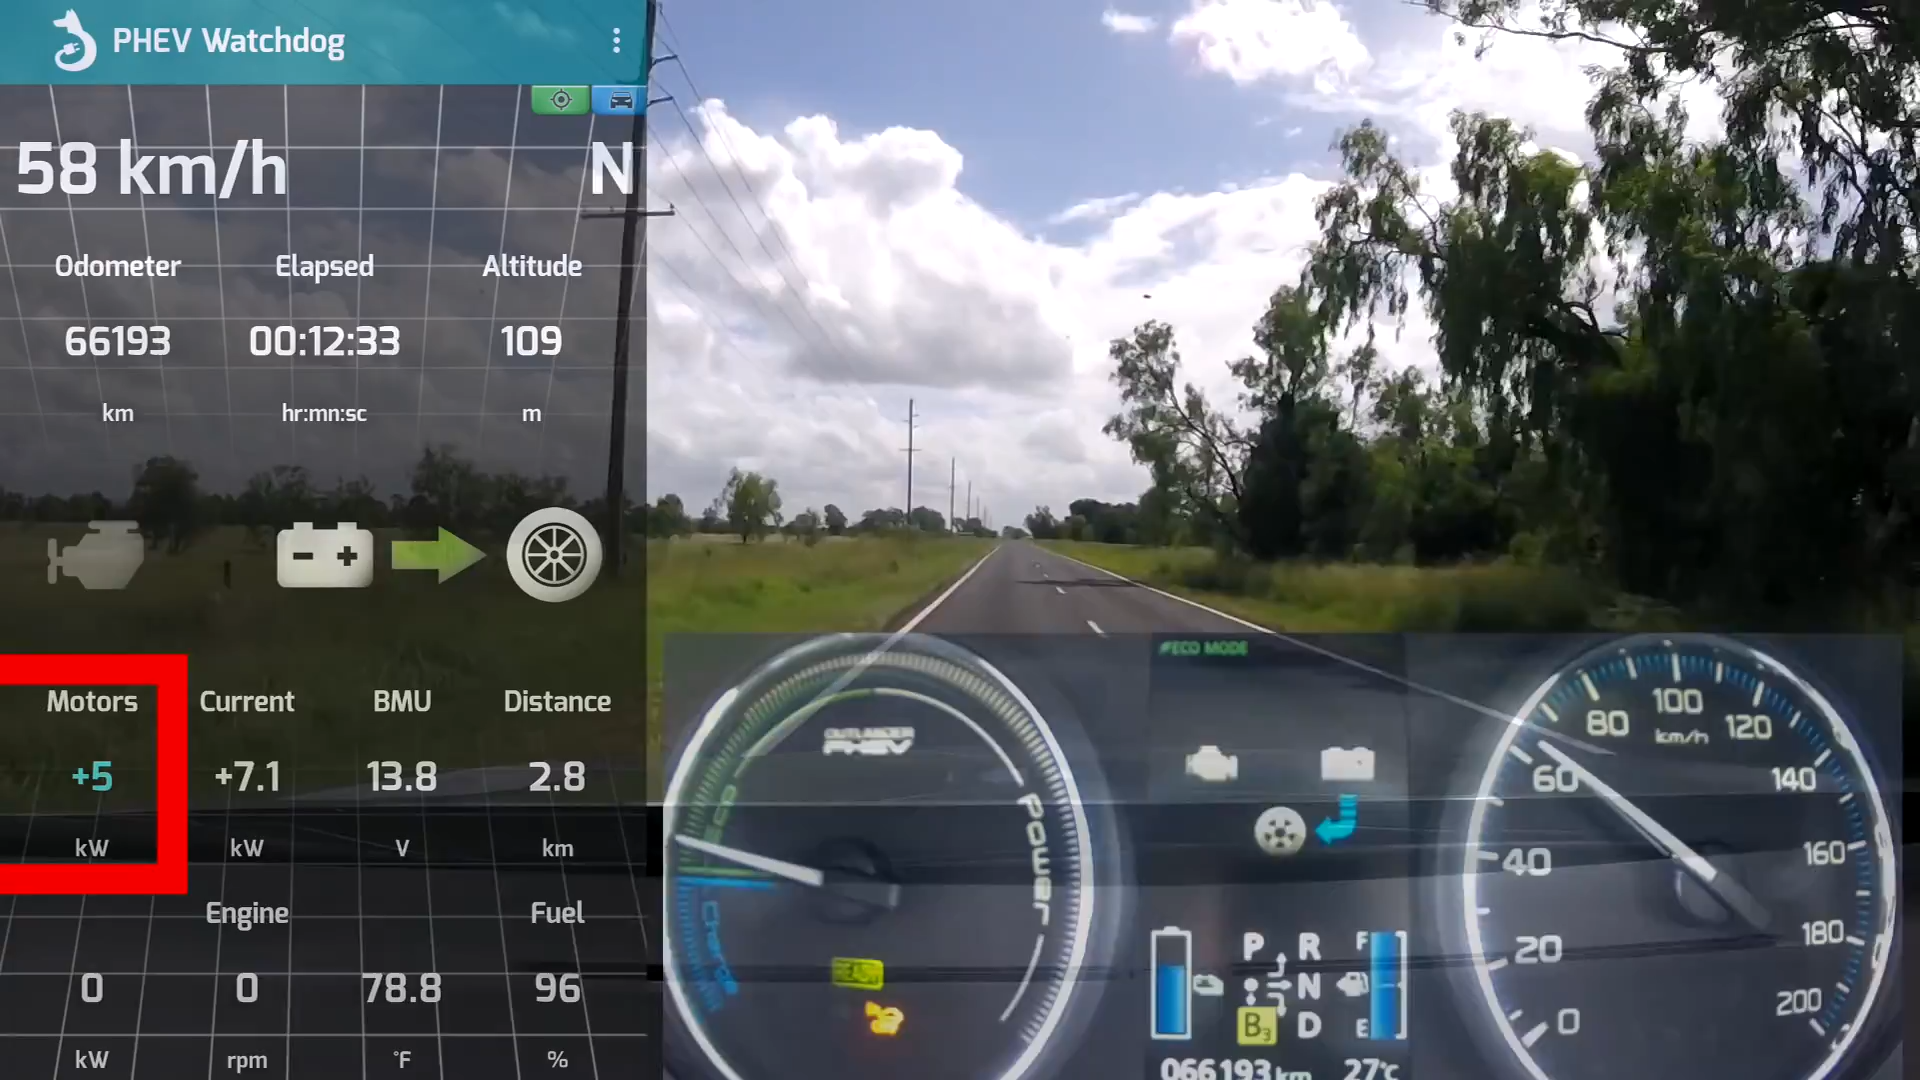 PHEV Watchdog
58 km/h N
Odometer Elapsed Altitude
66193 00:12:33 109
km hr:mn:sc m
Motors Current BMU Distance
+5 +7.1 13.8 2.8
kW kW V km
Engine Fuel
0 0 78.8 96
kW rpm °F %
ECO MODE
OUTLANDER
PHEV
eco
Power
Charge
READY
P R
N
B3 D
F
E
066193 km 27°C
0 20 40 60 80 100 120 140 160 180 200
km/h